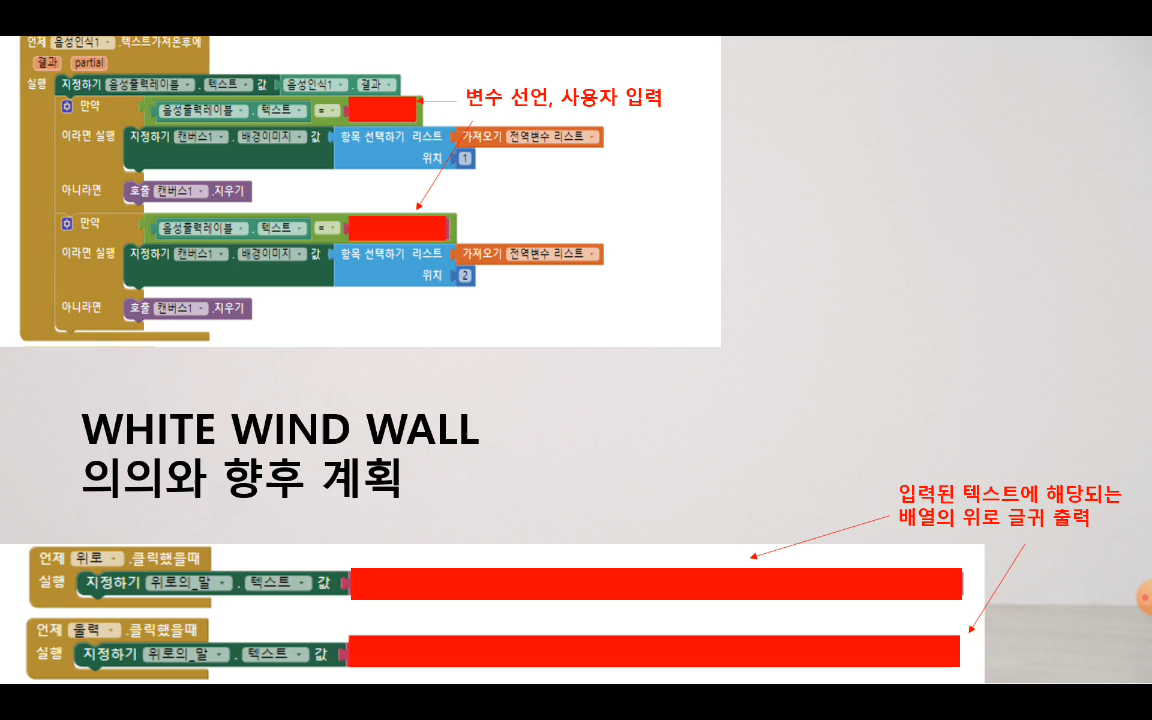 언제 음성인식1 .텍스트가져온후에
결과 partial
실행 지정하기 음성출력레이블 . 텍스트 값 음성인식1 . 결과
만약 음성출력레이블 . 텍스트 =
변수 선언, 사용자 입력
이라면 실행 지정하기 캔버스1 . 배경이미지 값 항목 선택하기 리스트 가져오기 전역변수 리스트
위치 1
아니라면 호출 캔버스1 .지우기
만약 음성출력레이블 . 텍스트 =
이라면 실행 지정하기 캔버스1 . 배경이미지 값 항목 선택하기 리스트 가져오기 전역변수 리스트
위치 2
아니라면 호출 캔버스1 .지우기
WHITE WIND WALL
의의와 향후 계획
입력된 텍스트에 해당되는
배열의 위로 글귀 출력
언제 위로 .클릭했을때
실행 지정하기 위로의_말 . 텍스트 값
언제 울력 .클릭했을때
실행 지정하기 위로의_말 . 텍스트 값